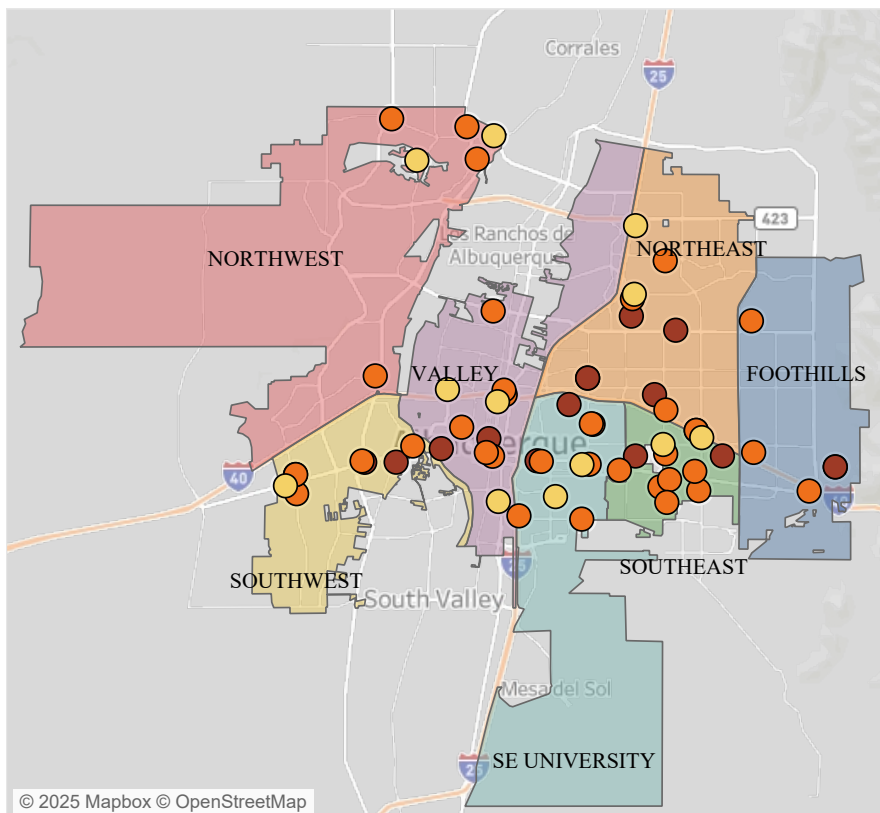 Corrales
25
423
NORTHEAST
Los Ranchos de
Albuquerque
NORTHWEST
VALLEY
FOOTHILLS
Albuquerque
40
SOUTHWEST
25
SOUTHEAST
South Valley
Mesa del Sol
SE UNIVERSITY
25
© 2025 Mapbox © OpenStreetMap